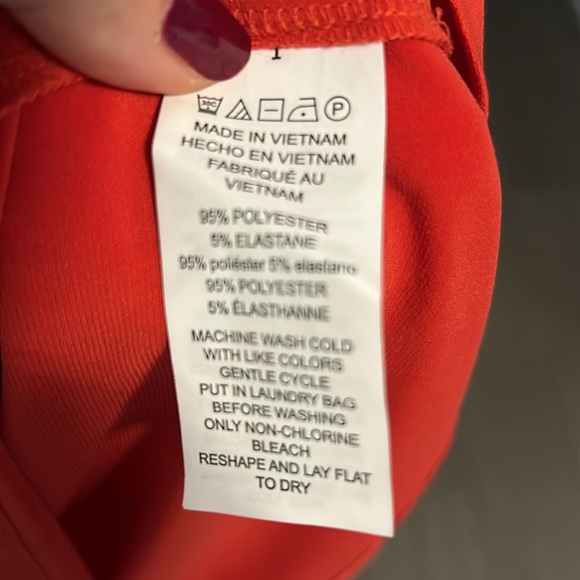 30C
P
MADE IN VIETNAM
HECHO EN VIETNAM
FABRIQUÉ AU
VIETNAM
95% POLYESTER
5% ELASTANE
95% poliéster 5% elastano
95% POLYESTER
5% ÉLASTHANNE
MACHINE WASH COLD
WITH LIKE COLORS
GENTLE CYCLE
PUT IN LAUNDRY BAG
BEFORE WASHING
ONLY NON-CHLORINE
BLEACH
RESHAPE AND LAY FLAT
TO DRY